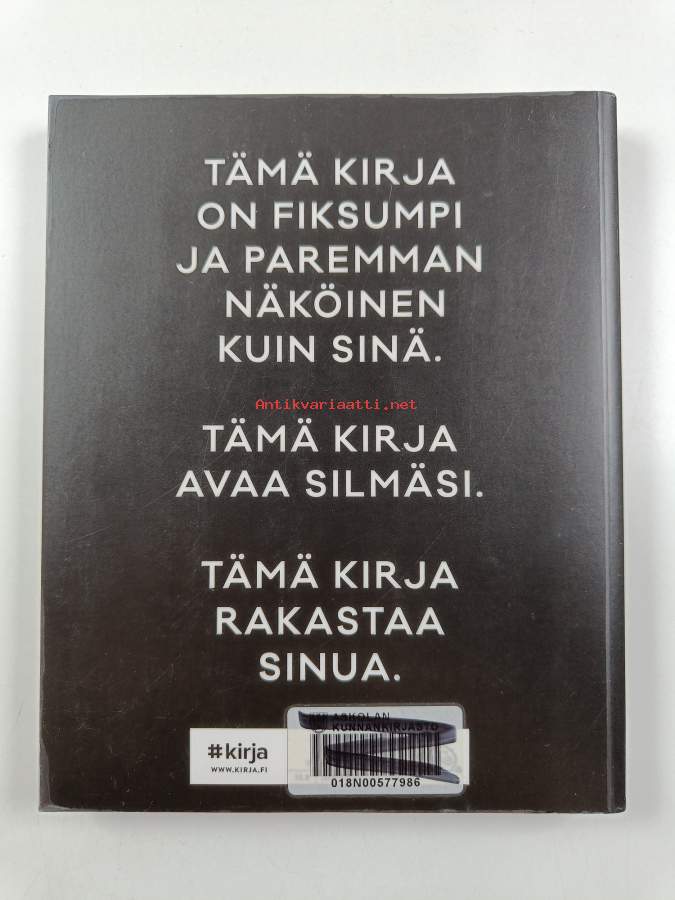 TÄMÄ KIRJA
ON FIKSUMPI
JA PAREMMAN
NÄKÖINEN
KUIN SINÄ.
Antikvariaatti.net
TÄMÄ KIRJA
AVAA SILMÄSI.
TÄMÄ KIRJA
RAKASTAA
SINUA.
#kirja
WWW.KIRJA.FI
ASKOLAN
KUNNANKIRJASTO
018N00577986